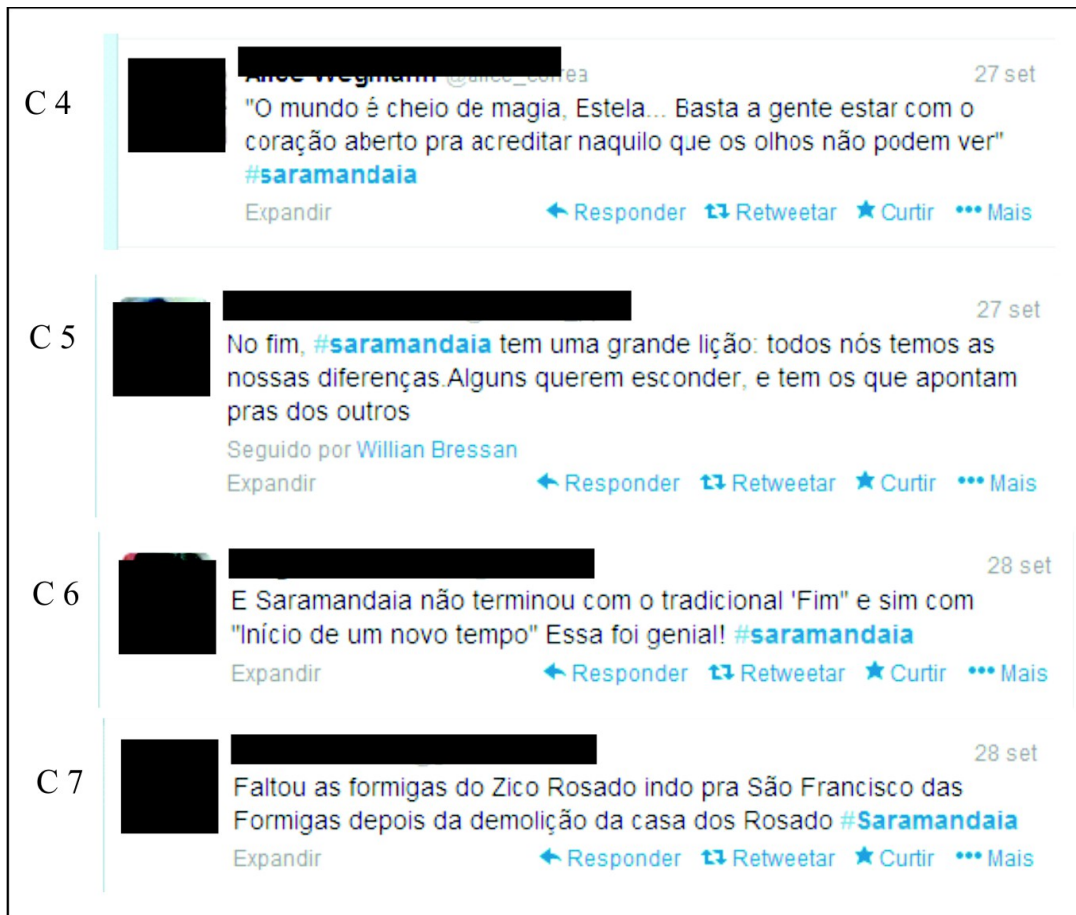 C 4
27 set
"O mundo é cheio de magia, Estela... Basta a gente estar com o
coração aberto pra acreditar naquilo que os olhos não podem ver"
#saramandaia
Expandir Responder Retweetar Curtir Mais
C 5
27 set
No fim, #saramandaia tem uma grande lição: todos nós temos as
nossas diferenças.Alguns querem esconder, e tem os que apontam
pras dos outros
Seguido por Willian Bressan
Expandir Responder Retweetar Curtir Mais
C 6
28 set
E Saramandaia não terminou com o tradicional 'Fim" e sim com
"Início de um novo tempo" Essa foi genial! #saramandaia
Expandir Responder Retweetar Curtir Mais
C 7
28 set
Faltou as formigas do Zico Rosado indo pra São Francisco das
Formigas depois da demolição da casa dos Rosado #Saramandaia
Expandir Responder Retweetar Curtir Mais